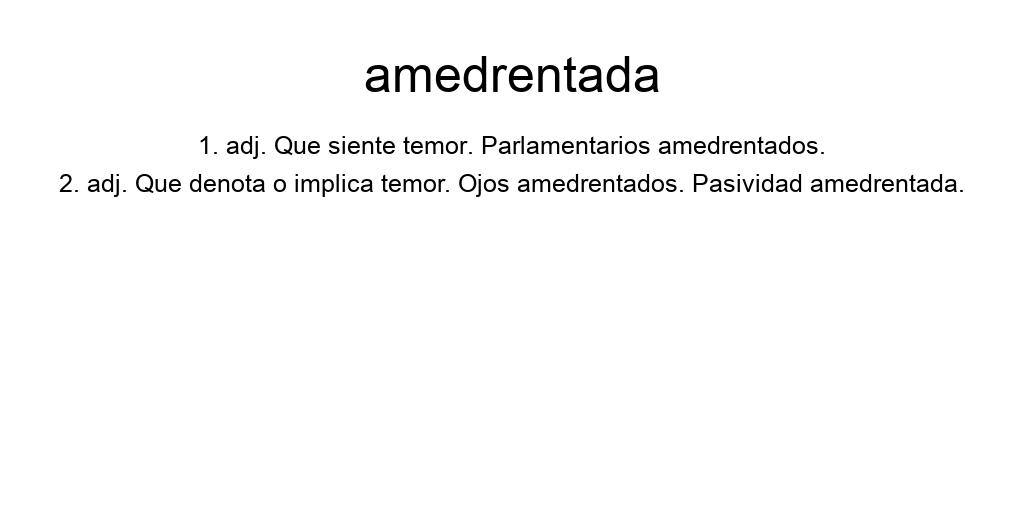 amedrentada
1. adj. Que siente temor. Parlamentarios amedrentados.
2. adj. Que denota o implica temor. Ojos amedrentados. Pasividad amedrentada.